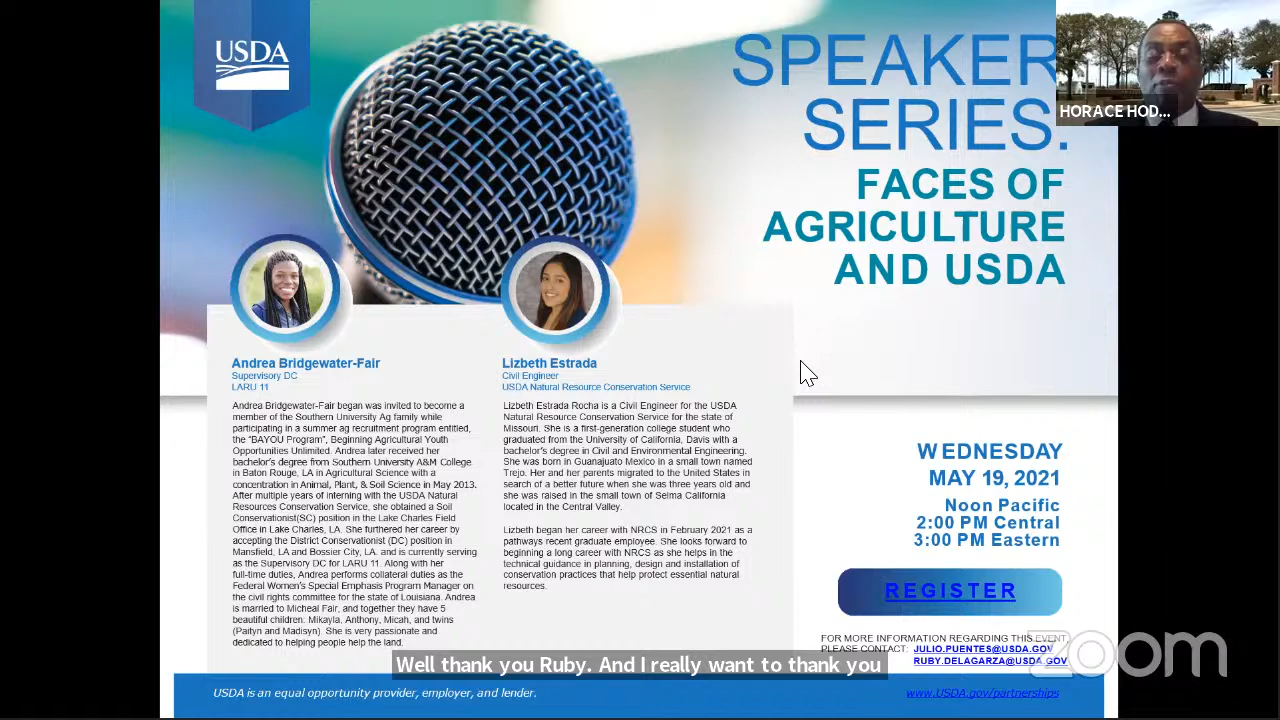 USDA
SPEAKER
SERIES:
FACES OF
AGRICULTURE
AND USDA
HORACE HOD...
Andrea Bridgewater-Fair
Supervisory DC
LARU 11
Andrea Bridgewater-Fair began was invited to become a
member of the Southern University Ag family while
participating in a summer ag recruitment program entitled,
the “BAYOU Program”, Beginning Agricultural Youth
Opportunities Unlimited. Andrea later received her
bachelor's degree from Southern University A&M College
in Baton Rouge, LA in Agricultural Science with a
concentration in Animal, Plant, & Soil Science in May 2013.
After multiple years of interning with the USDA Natural
Resources Conservation Service, she obtained a Soil
Conservationist(SC) position in the Lake Charles Field
Office in Lake Charles, LA. She furthered her career by
accepting the District Conservationist (DC) position in
Mansfield, LA and Bossier City, LA. and is currently serving
as the Supervisory DC for LARU 11. Along with her
full-time duties, Andrea performs collateral duties as the
Federal Women's Special Emphasis Program Manager on
the civil rights committee for the state of Louisiana. Andrea
is married to Micheal Fair, and together they have 5
beautiful children: Mikayla, Anthony, Micah, and twins
(Paityn and Madisyn). She is very passionate and
dedicated to helping people help the land.
Lizbeth Estrada
Civil Engineer
USDA Natural Resource Conservation Service
Lizbeth Estrada Rocha is a Civil Engineer for the USDA
Natural Resource Conservation Service for the state of
Missouri. She is a first-generation college student who
graduated from the University of California, Davis with a
bachelor's degree in Civil and Environmental Engineering.
She was born in Guanajuato Mexico in a small town named
Trejo. Her and her parents migrated to the United States in
search of a better future when she was three years old and
she was raised in the small town of Selma California
located in the Central Valley.
Lizbeth began her career with NRCS in February 2021 as a
pathways recent graduate employee. She looks forward to
beginning a long career with NRCS as she helps in the
technical guidance in planning, design and installation of
conservation practices that help protect essential natural
resources.
WEDNESDAY
MAY 19, 2021
Noon Pacific
2:00 PM Central
3:00 PM Eastern
REGISTER
FOR MORE INFORMATION REGARDING THIS EVENT,
PLEASE CONTACT: JULIO.PUENTES@USDA.GOV
RUBY.DELAGARZA@USDA.GOV
zoom
Well thank you Ruby. And I really want to thank you
USDA is an equal opportunity provider, employer, and lender.
www.USDA.gov/partnerships